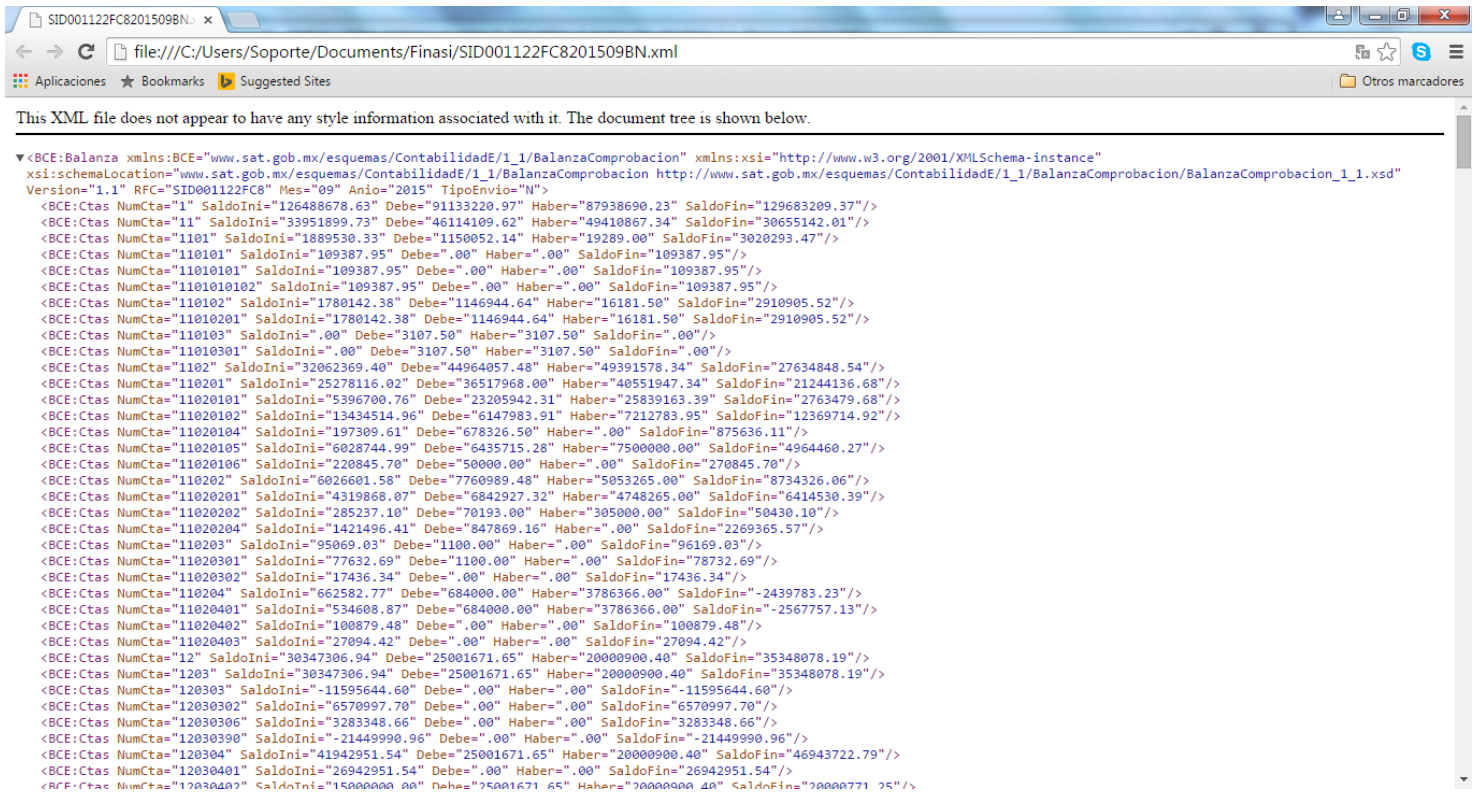 SID001122FC8201509BN.
file:///C:/Users/Soporte/Documents/Finasi/SID001122FC8201509BN.xml
Aplicaciones Bookmarks Suggested Sites Otros marcadores
This XML file does not appear to have any style information associated with it. The document tree is shown below.
▼<BCE:Balanza xmlns:BCE="www.sat.gob.mx/esquemas/ContabilidadE/1_1/BalanzaComprobacion" xmlns:xsi="http://www.w3.org/2001/XMLSchema-instance"
xsi:schemaLocation="www.sat.gob.mx/esquemas/ContabilidadE/1_1/BalanzaComprobacion http://www.sat.gob.mx/esquemas/ContabilidadE/1_1/BalanzaComprobacion/BalanzaComprobacion_1_1.xsd"
Version="1.1" RFC="SID001122FC8" Mes="09" Anio="2015" TipoEnvio="N">
<BCE:Ctas NumCta="1" SaldoIni="126488678.63" Debe="91133220.97" Haber="87938690.23" SaldoFin="129683209.37"/>
<BCE:Ctas NumCta="11" SaldoIni="33951899.73" Debe="46114109.62" Haber="49410867.34" SaldoFin="30655142.01"/>
<BCE:Ctas NumCta="1101" SaldoIni="1889530.33" Debe="1150052.14" Haber="19289.00" SaldoFin="3020293.47"/>
<BCE:Ctas NumCta="110101" SaldoIni="109387.95" Debe=".00" Haber=".00" SaldoFin="109387.95"/>
<BCE:Ctas NumCta="11010101" SaldoIni="109387.95" Debe=".00" Haber=".00" SaldoFin="109387.95"/>
<BCE:Ctas NumCta="1101010102" SaldoIni="109387.95" Debe=".00" Haber=".00" SaldoFin="109387.95"/>
<BCE:Ctas NumCta="110102" SaldoIni="1780142.38" Debe="1146944.64" Haber="16181.50" SaldoFin="2910905.52"/>
<BCE:Ctas NumCta="11010201" SaldoIni="1780142.38" Debe="1146944.64" Haber="16181.50" SaldoFin="2910905.52"/>
<BCE:Ctas NumCta="110103" SaldoIni=".00" Debe="3107.50" Haber="3107.50" SaldoFin=".00"/>
<BCE:Ctas NumCta="11010301" SaldoIni=".00" Debe="3107.50" Haber="3107.50" SaldoFin=".00"/>
<BCE:Ctas NumCta="1102" SaldoIni="32062369.40" Debe="44964057.48" Haber="49391578.34" SaldoFin="27634848.54"/>
<BCE:Ctas NumCta="110201" SaldoIni="25278116.02" Debe="36517968.00" Haber="40551947.34" SaldoFin="21244136.68"/>
<BCE:Ctas NumCta="11020101" SaldoIni="5396700.76" Debe="23205942.31" Haber="25839163.39" SaldoFin="2763479.68"/>
<BCE:Ctas NumCta="11020102" SaldoIni="13434514.96" Debe="6147983.91" Haber="7212783.95" SaldoFin="12369714.92"/>
<BCE:Ctas NumCta="11020104" SaldoIni="197309.61" Debe="678326.50" Haber=".00" SaldoFin="875636.11"/>
<BCE:Ctas NumCta="11020105" SaldoIni="6028744.99" Debe="6435715.28" Haber="7500000.00" SaldoFin="4964460.27"/>
<BCE:Ctas NumCta="11020106" SaldoIni="220845.70" Debe="50000.00" Haber=".00" SaldoFin="270845.70"/>
<BCE:Ctas NumCta="110202" SaldoIni="6026601.58" Debe="7760989.48" Haber="5053265.00" SaldoFin="8734326.06"/>
<BCE:Ctas NumCta="11020201" SaldoIni="4319868.07" Debe="6842927.32" Haber="4748265.00" SaldoFin="6414530.39"/>
<BCE:Ctas NumCta="11020202" SaldoIni="285237.10" Debe="70193.00" Haber="305000.00" SaldoFin="50430.10"/>
<BCE:Ctas NumCta="11020204" SaldoIni="1421496.41" Debe="847869.16" Haber=".00" SaldoFin="2269365.57"/>
<BCE:Ctas NumCta="110203" SaldoIni="95069.03" Debe="1100.00" Haber=".00" SaldoFin="96169.03"/>
<BCE:Ctas NumCta="11020301" SaldoIni="77632.69" Debe="1100.00" Haber=".00" SaldoFin="78732.69"/>
<BCE:Ctas NumCta="11020302" SaldoIni="17436.34" Debe=".00" Haber=".00" SaldoFin="17436.34"/>
<BCE:Ctas NumCta="110204" SaldoIni="662582.77" Debe="684000.00" Haber="3786366.00" SaldoFin="-2439783.23"/>
<BCE:Ctas NumCta="11020401" SaldoIni="534608.87" Debe="684000.00" Haber="3786366.00" SaldoFin="-2567757.13"/>
<BCE:Ctas NumCta="11020402" SaldoIni="100879.48" Debe=".00" Haber=".00" SaldoFin="100879.48"/>
<BCE:Ctas NumCta="11020403" SaldoIni="27094.42" Debe=".00" Haber=".00" SaldoFin="27094.42"/>
<BCE:Ctas NumCta="12" SaldoIni="30347306.94" Debe="25001671.65" Haber="20000900.40" SaldoFin="35348078.19"/>
<BCE:Ctas NumCta="1203" SaldoIni="30347306.94" Debe="25001671.65" Haber="20000900.40" SaldoFin="35348078.19"/>
<BCE:Ctas NumCta="120303" SaldoIni="-11595644.60" Debe=".00" Haber=".00" SaldoFin="-11595644.60"/>
<BCE:Ctas NumCta="12030302" SaldoIni="6570997.70" Debe=".00" Haber=".00" SaldoFin="6570997.70"/>
<BCE:Ctas NumCta="12030306" SaldoIni="3283348.66" Debe=".00" Haber=".00" SaldoFin="3283348.66"/>
<BCE:Ctas NumCta="12030390" SaldoIni="-21449990.96" Debe=".00" Haber=".00" SaldoFin="-21449990.96"/>
<BCE:Ctas NumCta="120304" SaldoIni="41942951.54" Debe="25001671.65" Haber="20000900.40" SaldoFin="46943722.79"/>
<BCE:Ctas NumCta="12030401" SaldoIni="26942951.54" Debe=".00" Haber=".00" SaldoFin="26942951.54"/>
<BCE:Ctas NumCta="12030402" SaldoIni="15000000.00" Debe="25001671.65" Haber="20000900.40" SaldoFin="20000771.25"/>